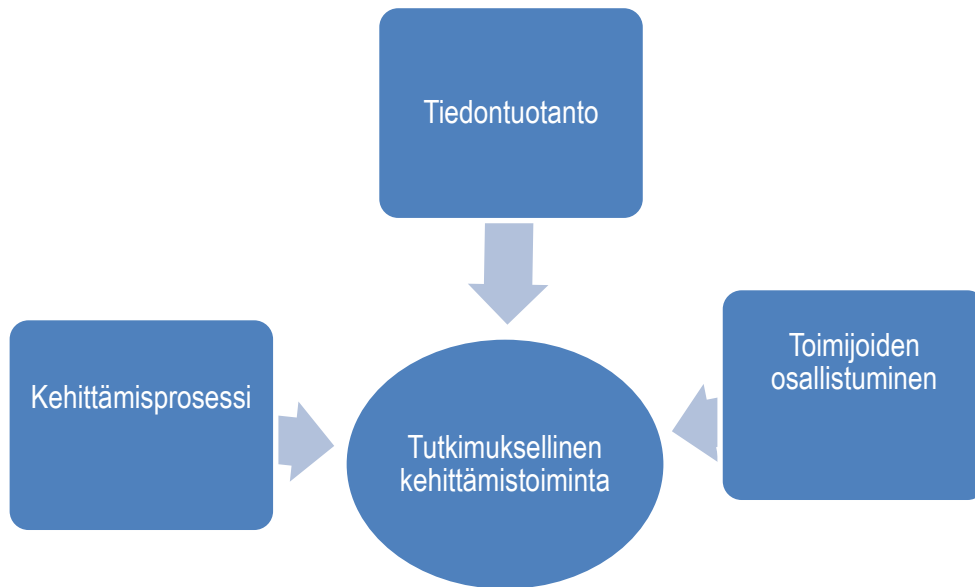 Tiedontuotanto
Kehittämisprosessi
Toimijoiden
osallistuminen
Tutkimuksellinen
kehittämistoiminta